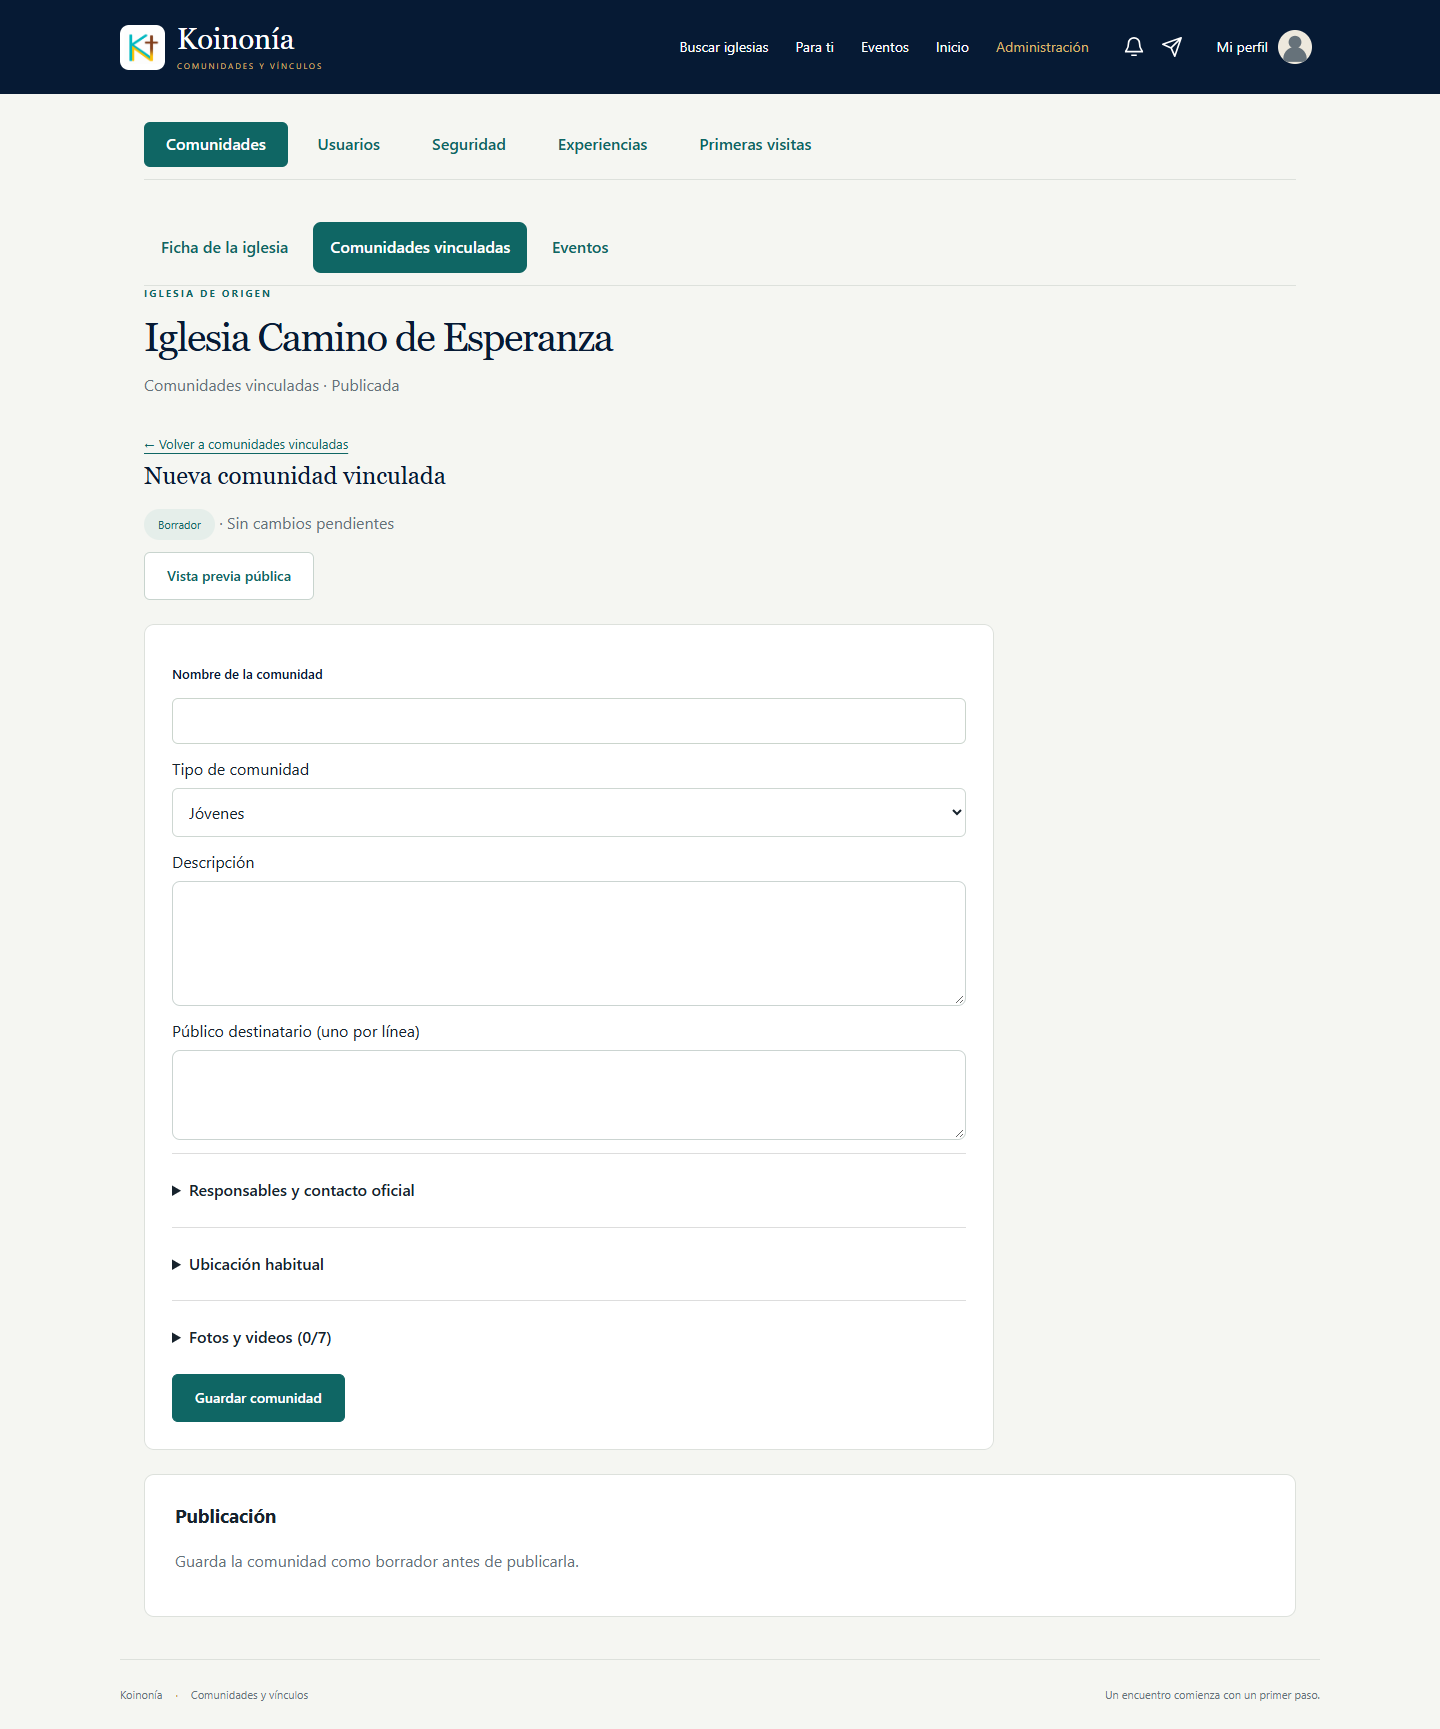 Koinonía
COMUNIDADES Y VÍNCULOS
Buscar iglesias
Para ti
Eventos
Inicio
Administración
Mi perfil
Comunidades
Usuarios
Seguridad
Experiencias
Primeras visitas
Ficha de la iglesia
Comunidades vinculadas
Eventos
IGLESIA DE ORIGEN
Iglesia Camino de Esperanza
Comunidades vinculadas · Publicada
← Volver a comunidades vinculadas
Nueva comunidad vinculada
Borrador · Sin cambios pendientes
Vista previa pública
Nombre de la comunidad
Tipo de comunidad
Jóvenes
Descripción
Público destinatario (uno por línea)
Responsables y contacto oficial
Ubicación habitual
Fotos y videos (0/7)
Guardar comunidad
Publicación
Guarda la comunidad como borrador antes de publicarla.
Koinonía · Comunidades y vínculos
Un encuentro comienza con un primer paso.